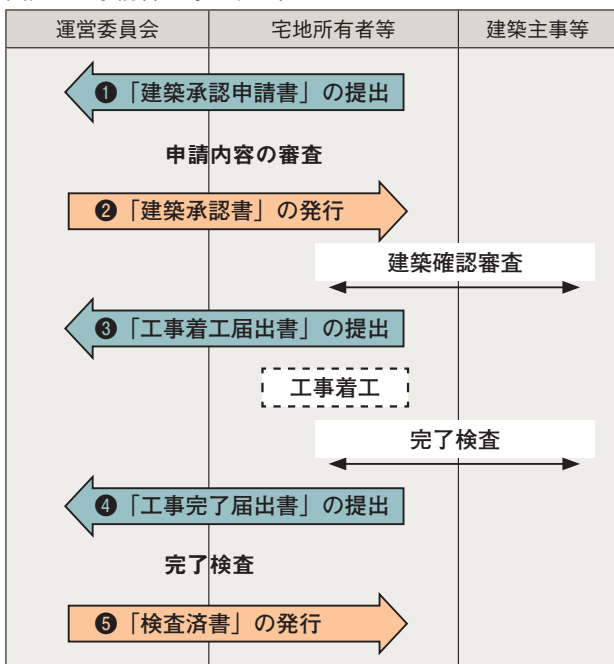 運営委員会 宅地所有者等 建築主事等
❶「建築承認申請書」の提出
申請内容の審査
❷「建築承認書」の発行
建築確認審査
❸「工事着工届出書」の提出
工事着工
完了検査
❹「工事完了届出書」の提出
完了検査
❺「検査済書」の発行